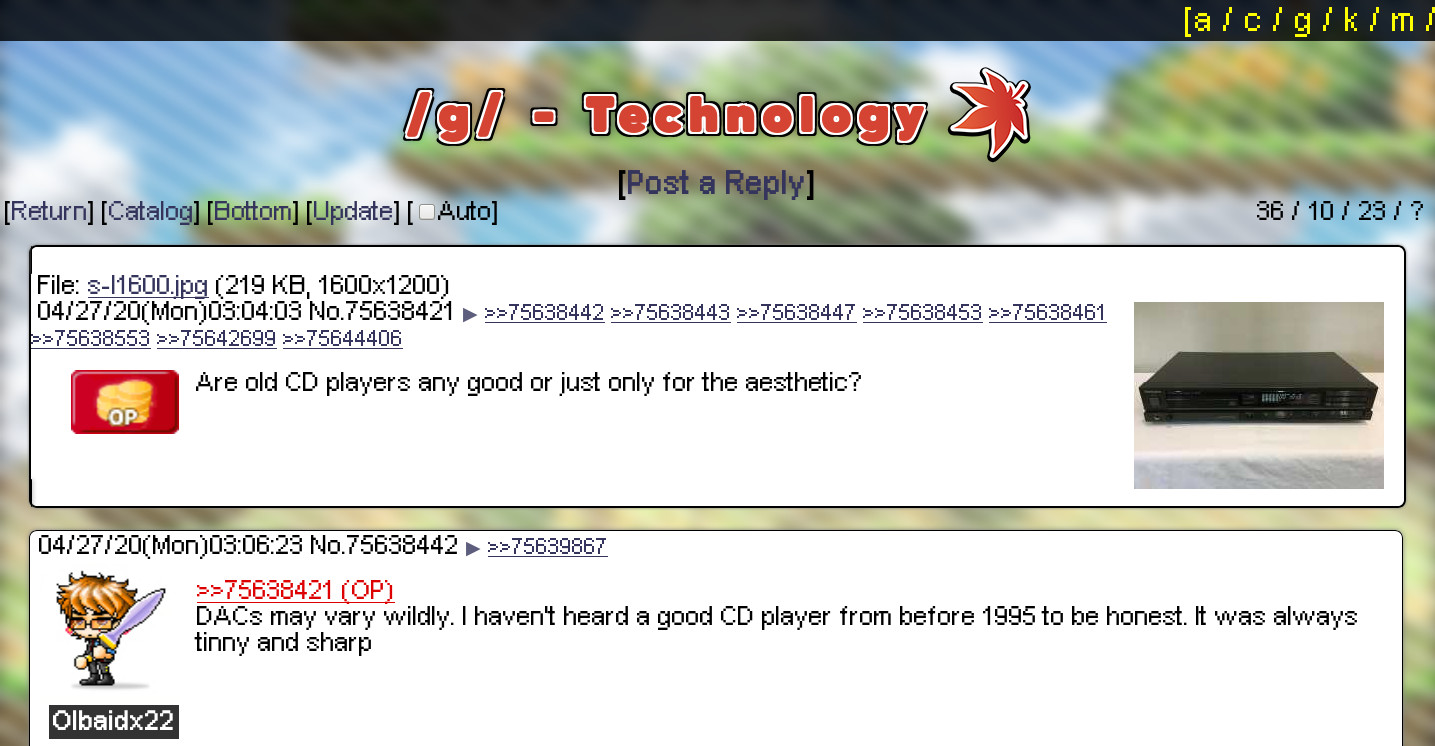 [a / c / g / k / m /
/g/ - Technology
[Post a Reply]
[Return] [Catalog] [Bottom] [Update] [ Auto]
36 / 10 / 23 / ?
File: s-l1600.jpg (219 KB, 1600x1200)
04/27/20(Mon)03:04:03 No.75638421 ▶ >>75638442 >>75638443 >>75638447 >>75638453 >>75638461
>>75638553 >>75642699 >>75644406
OP
Are old CD players any good or just only for the aesthetic?
04/27/20(Mon)03:06:23 No.75638442 ▶ >>75639867
>>75638421 (OP)
DACs may vary wildly. I haven't heard a good CD player from before 1995 to be honest. It was always
tinny and sharp
Olbaidx22